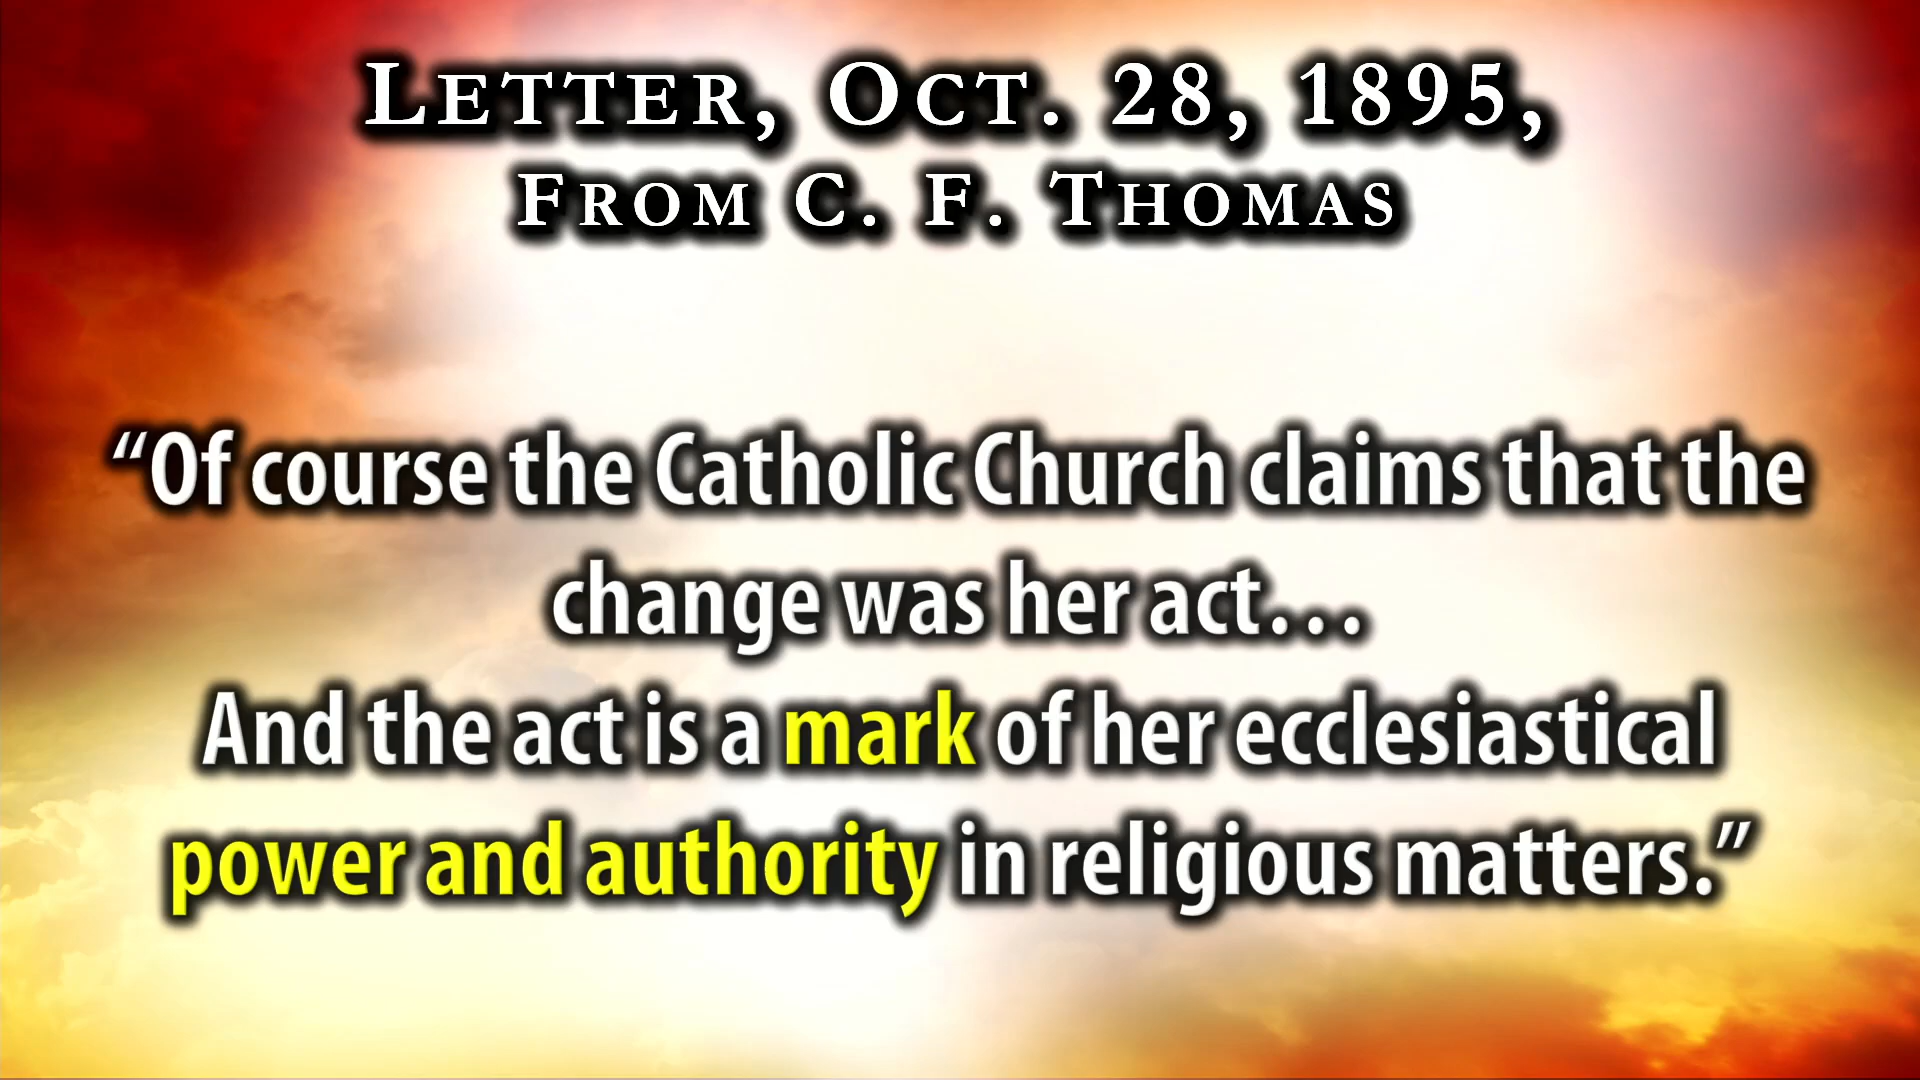 Letter, Oct. 28, 1895,
From C. F. Thomas
“Of course the Catholic Church claims that the
change was her act…
And the act is a mark of her ecclesiastical
power and authority in religious matters.”